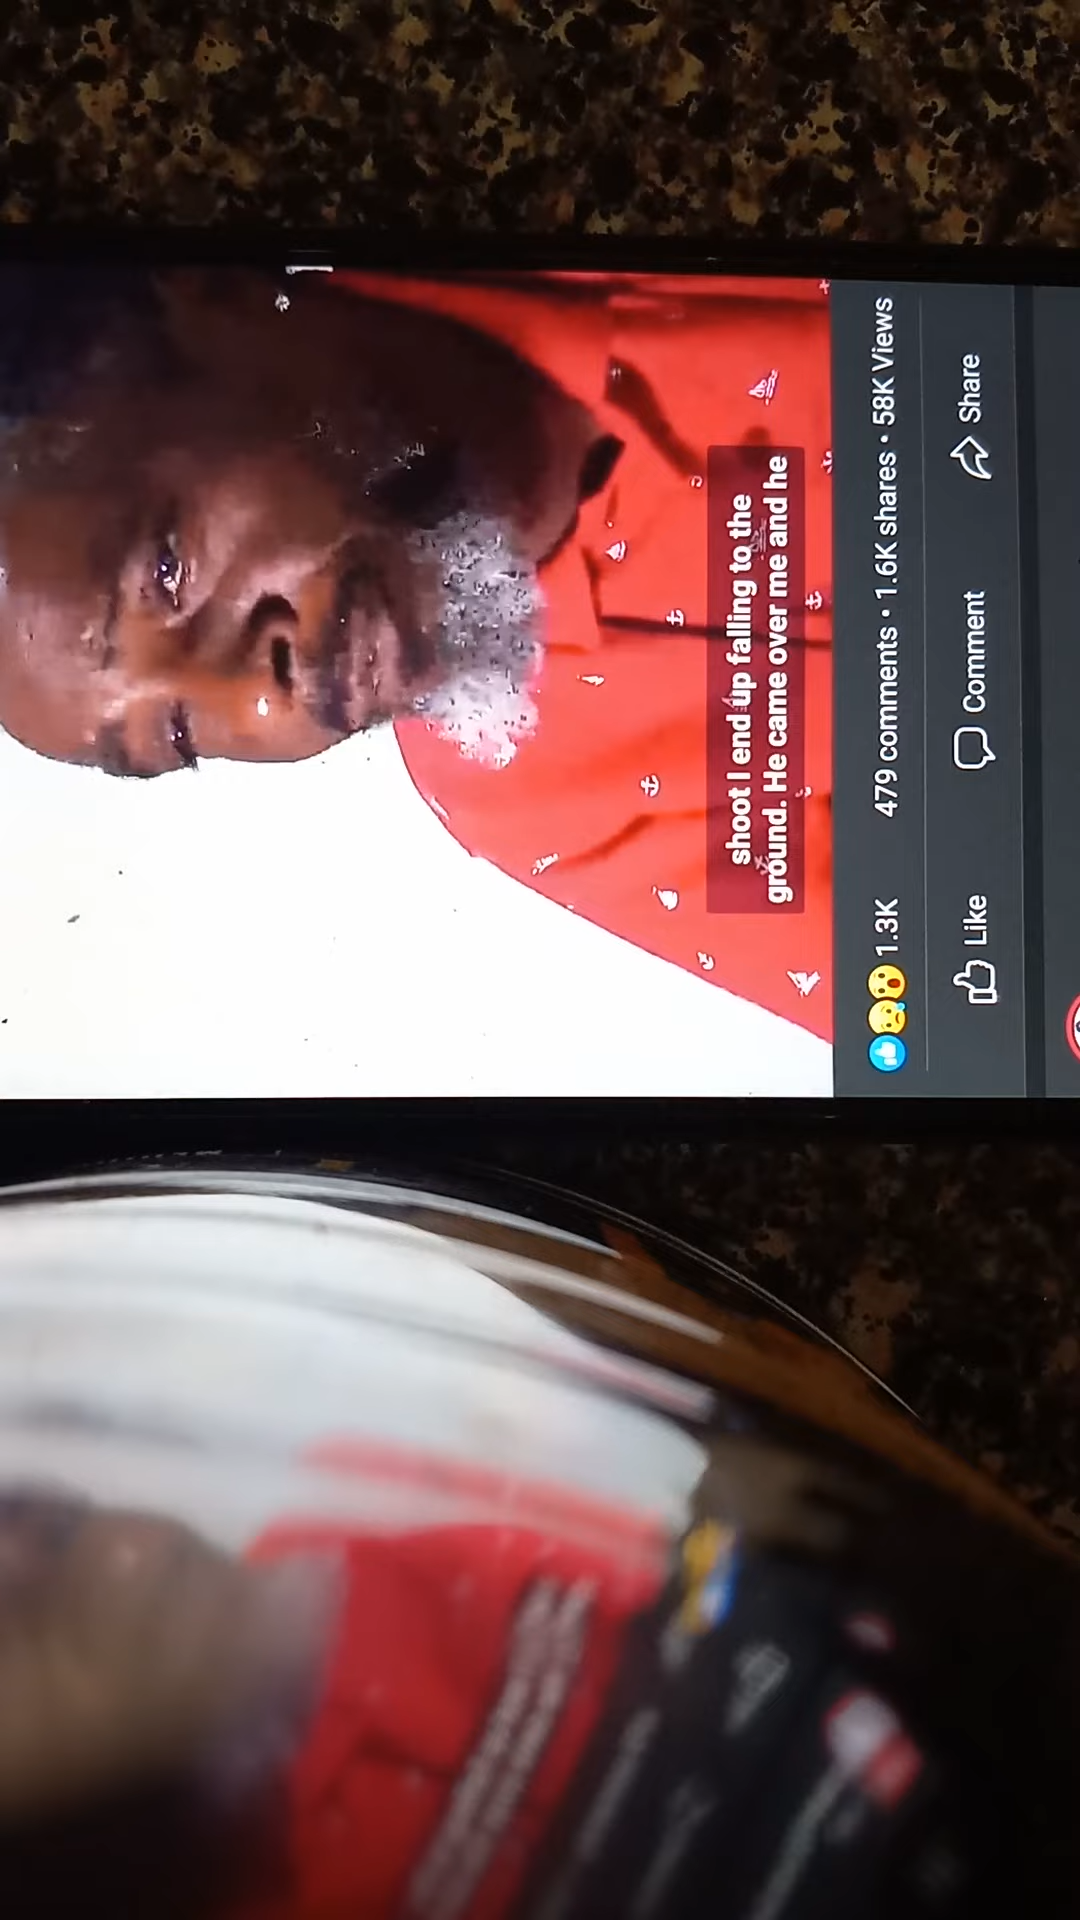 shoot I end up falling to the
ground. He came over me and he
1.3K 479 comments • 1.6K shares • 58K Views
Like Comment Share